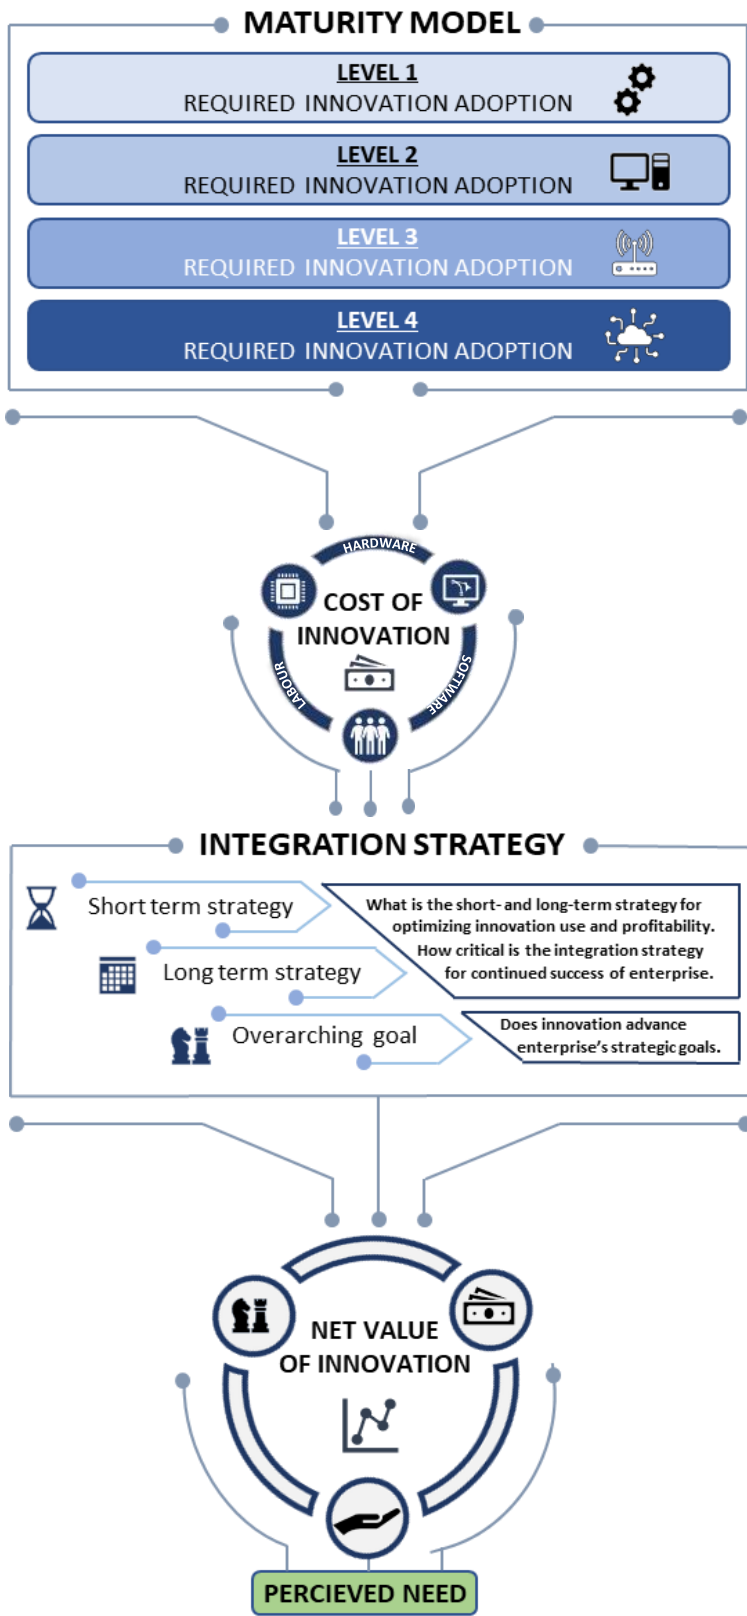 MATURITY MODEL
LEVEL 1
REQUIRED INNOVATION ADOPTION
LEVEL 2
REQUIRED INNOVATION ADOPTION
LEVEL 3
REQUIRED INNOVATION ADOPTION
LEVEL 4
REQUIRED INNOVATION ADOPTION
HARDWARE
COST OF
INNOVATION
LABOUR
SOFTWARE
INTEGRATION STRATEGY
Short term strategy
What is the short- and long-term strategy for
optimizing innovation use and profitability.
How critical is the integration strategy
for continued success of enterprise.
Long term strategy
Overarching goal
Does innovation advance
enterprise's strategic goals.
NET VALUE
OF INNOVATION
PERCIEVED NEED